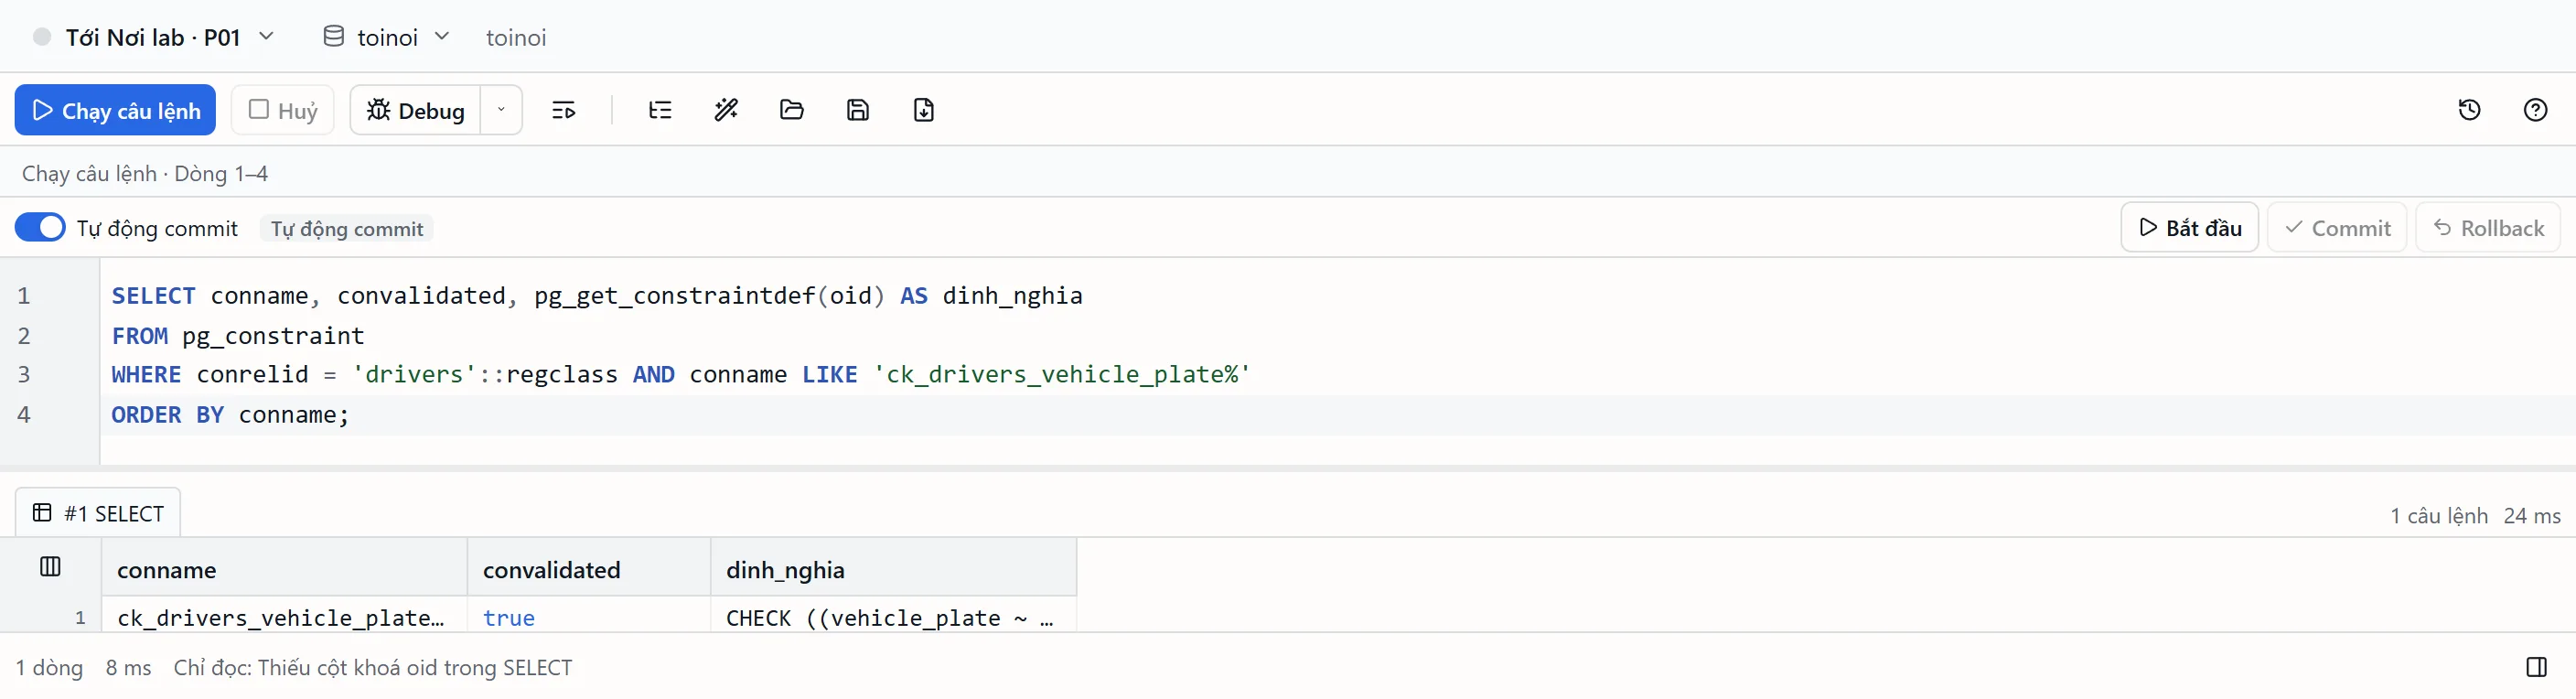 Tới Nơi lab · P01 toinoi toinoi
Chạy câu lệnh Huỷ Debug
Chạy câu lệnh · Dòng 1–4
Tự động commit Tự động commit Bắt đầu Commit Rollback
1 SELECT conname, convalidated, pg_get_constraintdef(oid) AS dinh_nghia
2 FROM pg_constraint
3 WHERE conrelid = 'drivers'::regclass AND conname LIKE 'ck_drivers_vehicle_plate%'
4 ORDER BY conname;
#1 SELECT 1 câu lệnh 24 ms
conname convalidated dinh_nghia
1 ck_drivers_vehicle_plate… true CHECK ((vehicle_plate ~ …
1 dòng 8 ms Chỉ đọc: Thiếu cột khoá oid trong SELECT